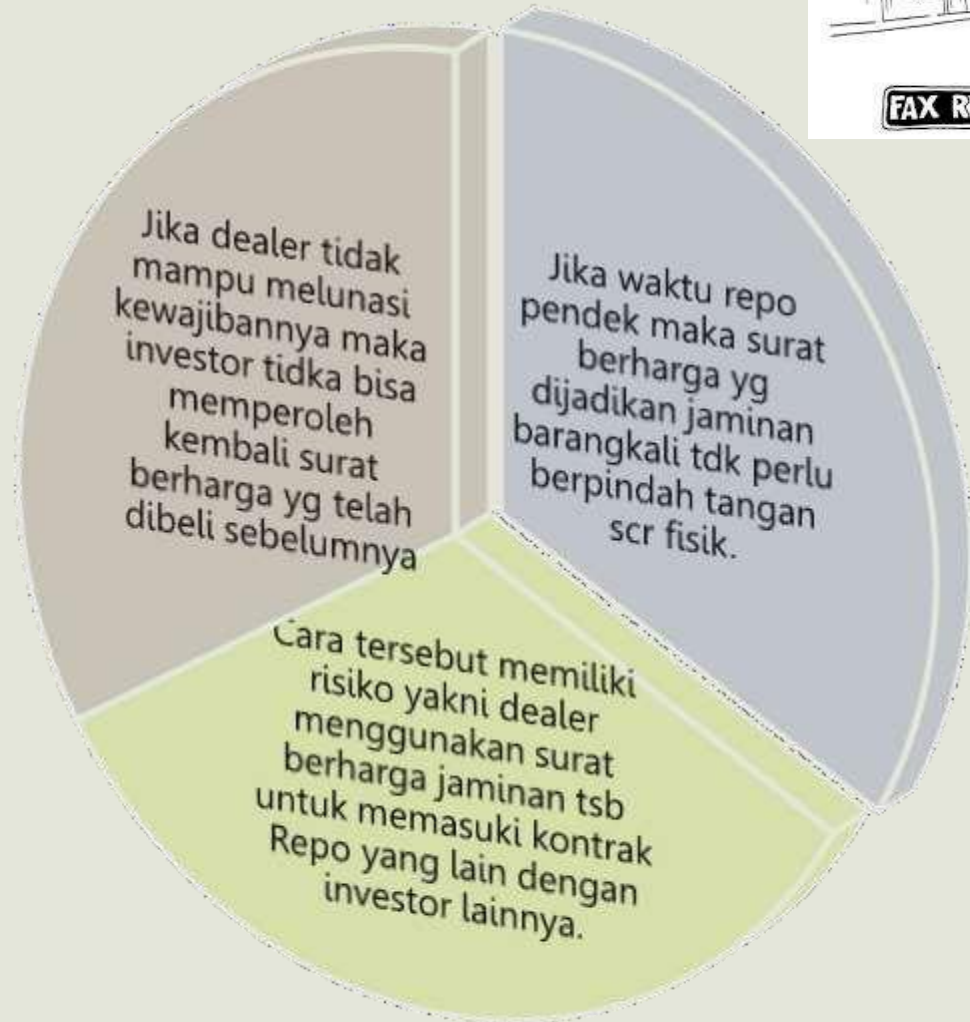 FAX
Jika dealer tidak
mampu melunasi
kewajibannya maka
investor tidka bisa
memperoleh
kembali surat
berharga yg telah
dibeli sebelumnya
Jika waktu repo
pendek maka surat
berharga yg
dijadikan jaminan
barangkali tdk perlu
berpindah tangan
scr fisik.
Cara tersebut memiliki
risiko yakni dealer
menggunakan surat
berharga jaminan tsb
untuk memasuki kontrak
Repo yang lain dengan
investor lainnya.